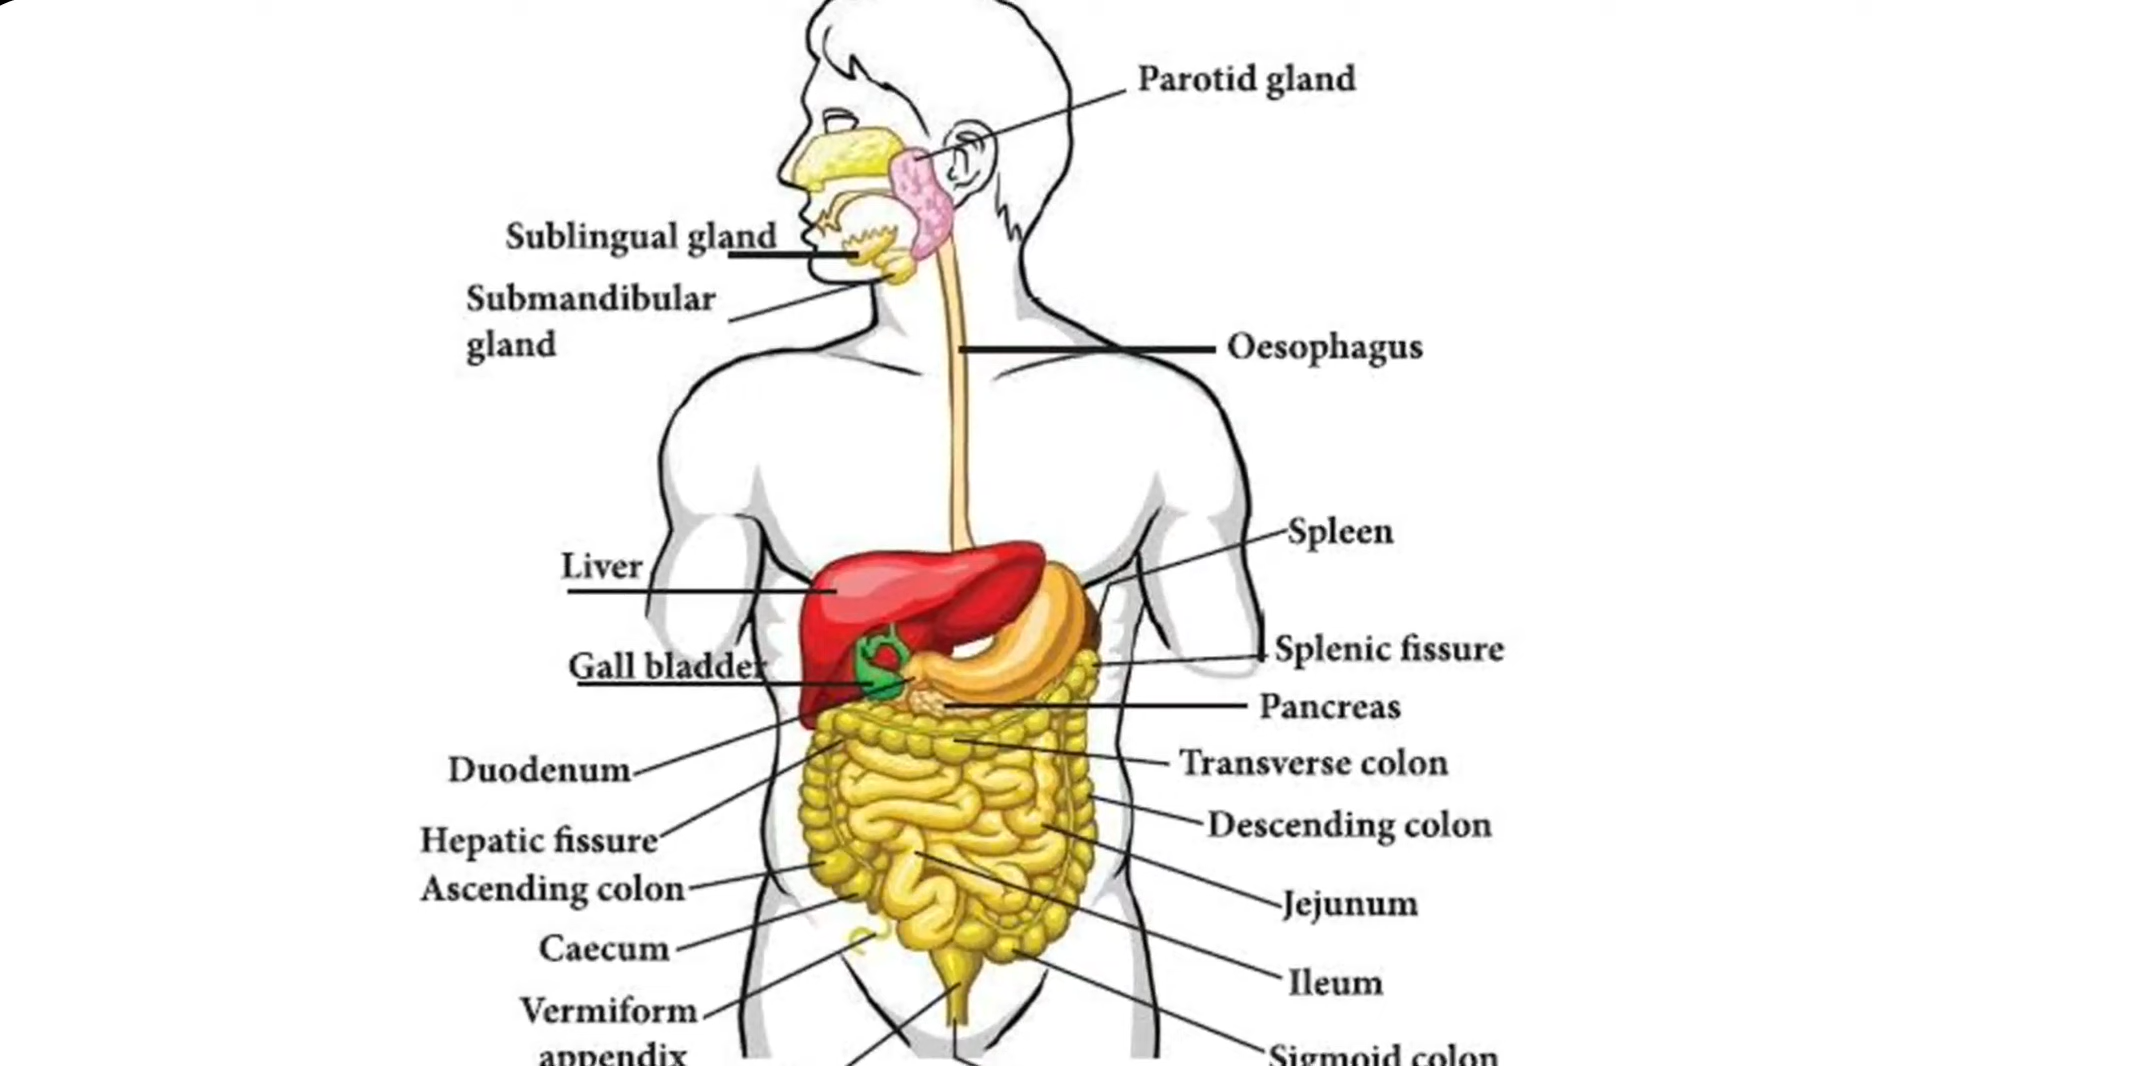 Parotid gland
Sublingual gland
Submandibular
gland
Oesophagus
Spleen
Liver
Splenic fissure
Gall bladder
Pancreas
Transverse colon
Duodenum
Descending colon
Hepatic fissure
Ascending colon
Jejunum
Caecum
Ileum
Vermiform
appendix
Sigmoid colon